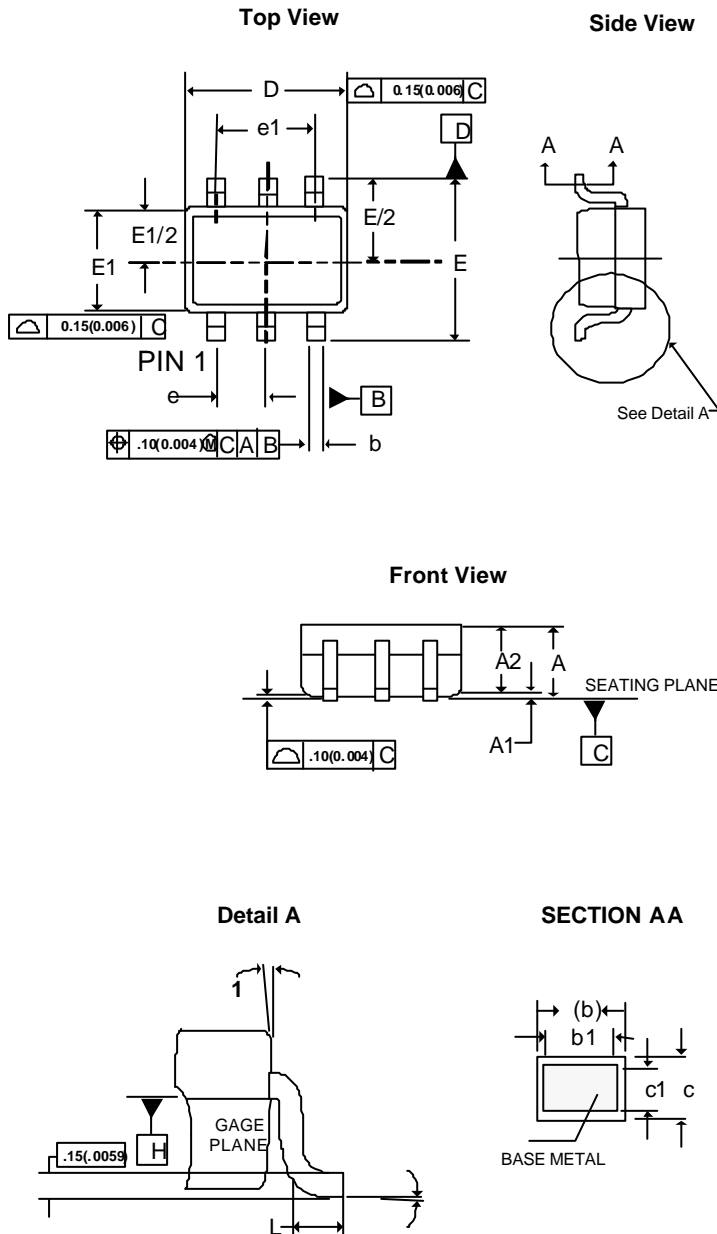 Top View
Side View
D
0.15(0.006) C
e1
D
A A
E1/2
E/2
E1
E
0.15(0.006) C
PIN 1
e
B
See Detail A
.10(0.004) M C A B
b
Front View
A2
A
SEATING PLANE
A1
.10(0.004) C
C
Detail A
SECTION AA
1
(b)
b1
c1 c
GAGE
PLANE
.15(.0059)
H
BASE METAL
L